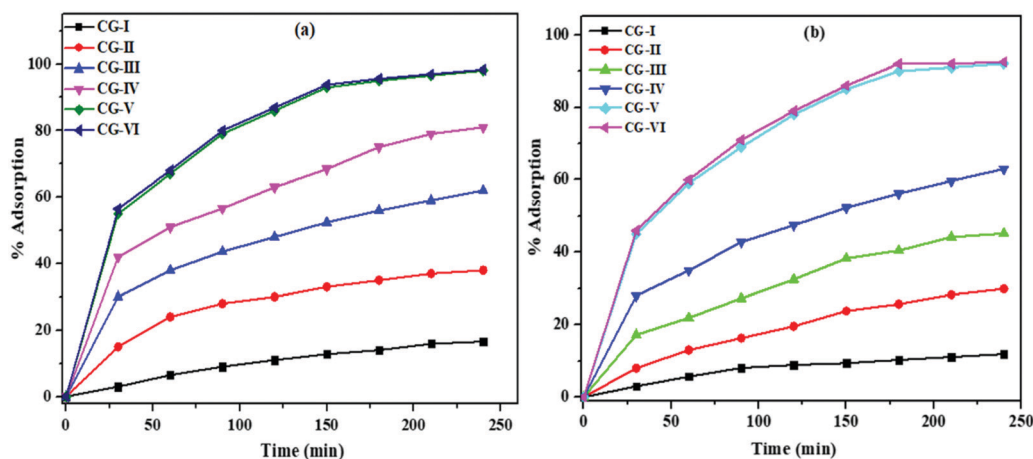 (a)
CG-I
CG-II
CG-III
CG-IV
CG-V
CG-VI
100
80
60
40
20
0
% Adsorption
0 50 100 150 200 250
Time (min)
(b)
CG-I
CG-II
CG-III
CG-IV
CG-V
CG-VI
100
80
60
40
20
0
% Adsorption
0 50 100 150 200 250
Time (min)